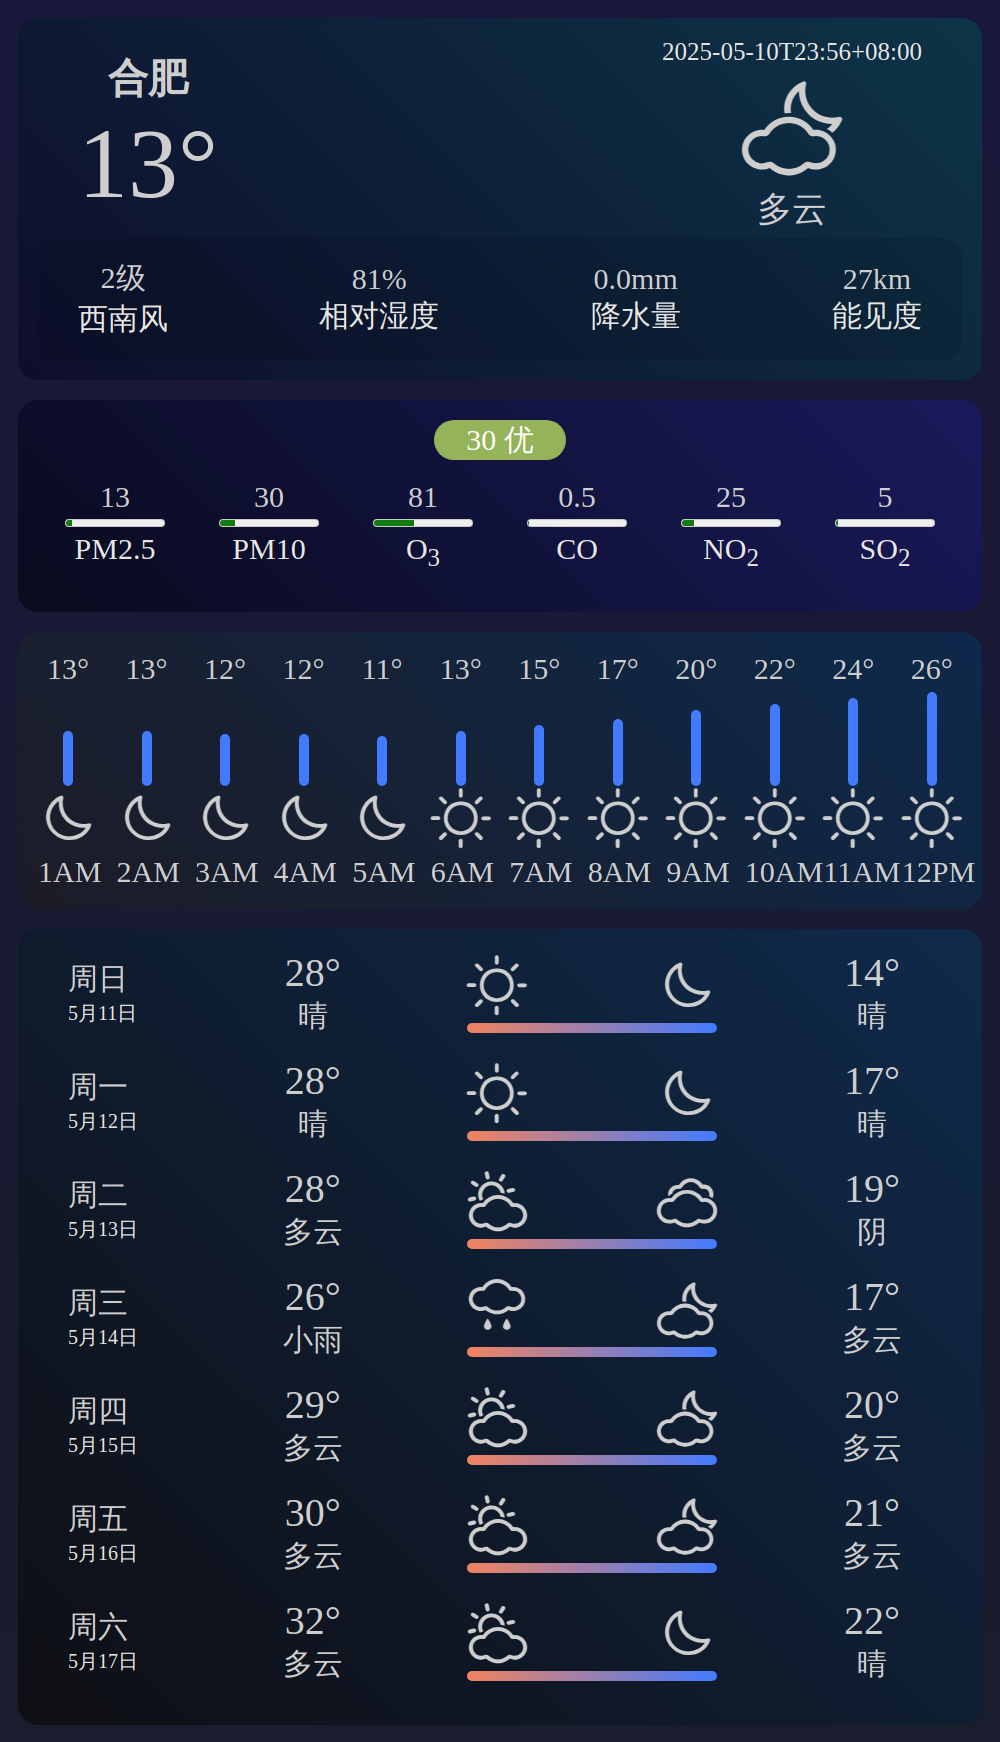 合肥
13°
2025-05-10T23:56+08:00
多云
2级 81% 0.0mm 27km
西南风 相对湿度 降水量 能见度
30 优
13 30 81 0.5 25 5
PM2.5 PM10 O3 CO NO2 SO2
13° 13° 12° 12° 11° 13° 15° 17° 20° 22° 24° 26°
1AM 2AM 3AM 4AM 5AM 6AM 7AM 8AM 9AM 10AM 11AM 12PM
周日 28° 14°
5月11日 晴 晴
周一 28° 17°
5月12日 晴 晴
周二 28° 19°
5月13日 多云 阴
周三 26° 17°
5月14日 小雨 多云
周四 29° 20°
5月15日 多云 多云
周五 30° 21°
5月16日 多云 多云
周六 32° 22°
5月17日 多云 晴